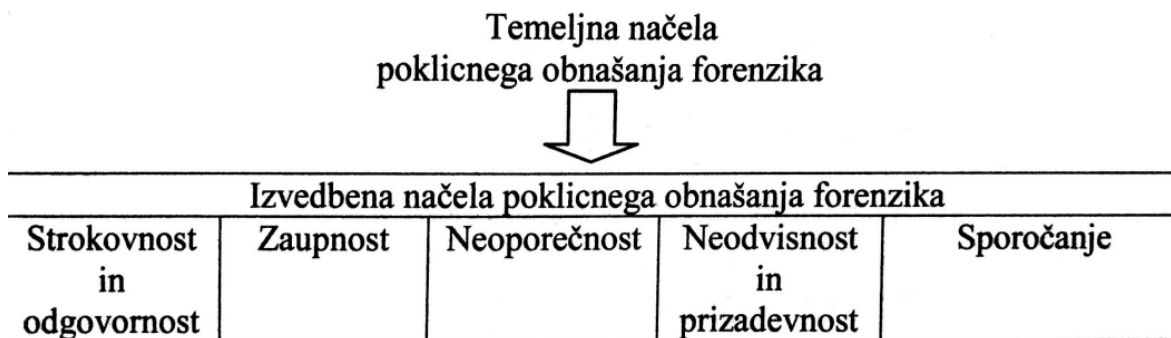 Temeljna načela
poklicnega obnašanja forenzika
Izvedbena načela poklicnega obnašanja forenzika
Strokovnost
in
odgovornost
Zaupnost
Neoporečnost
Neodvisnost
in
prizadevnost
Sporočanje